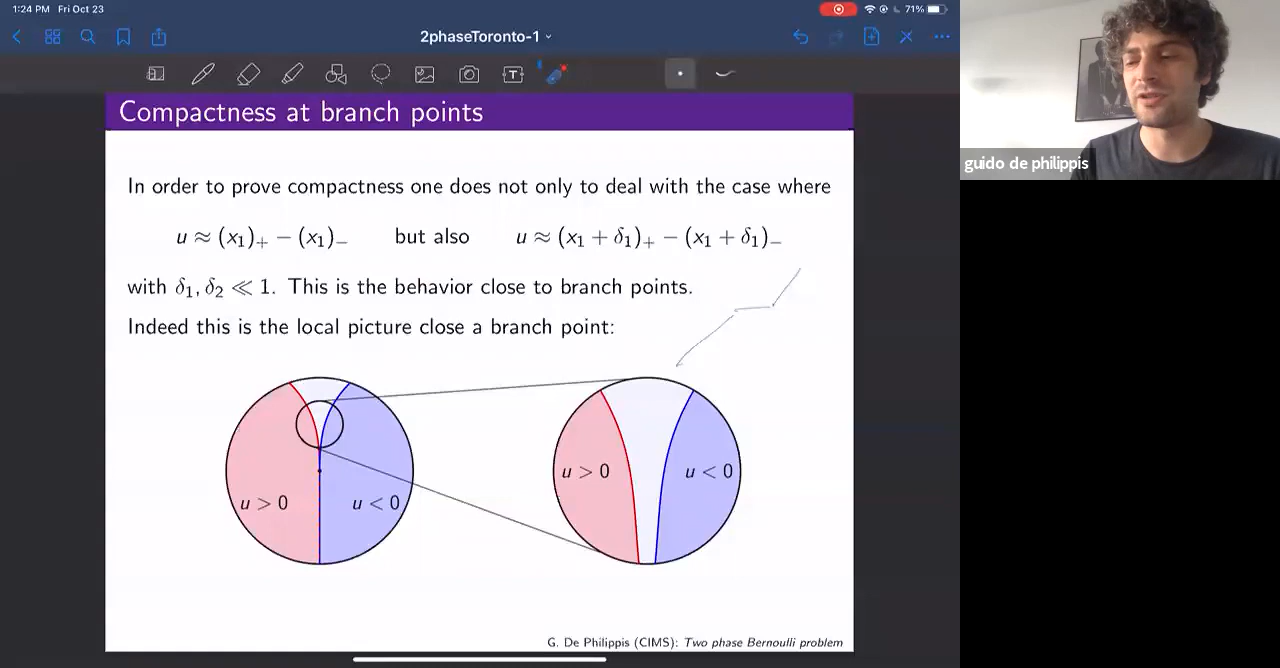 1:24 PM Fri Oct 23
71%
2phaseToronto-1
T
guido de philippis
Compactness at branch points
In order to prove compactness one does not only to deal with the case where
u ≈ (x₁)₊ − (x₁)₋ but also u ≈ (x₁ + δ₁)₊ − (x₁ + δ₁)₋
with δ₁, δ₂ ≪ 1. This is the behavior close to branch points.
Indeed this is the local picture close a branch point:
u > 0 u < 0
u > 0 u < 0
G. De Philippis (CIMS): Two phase Bernoulli problem